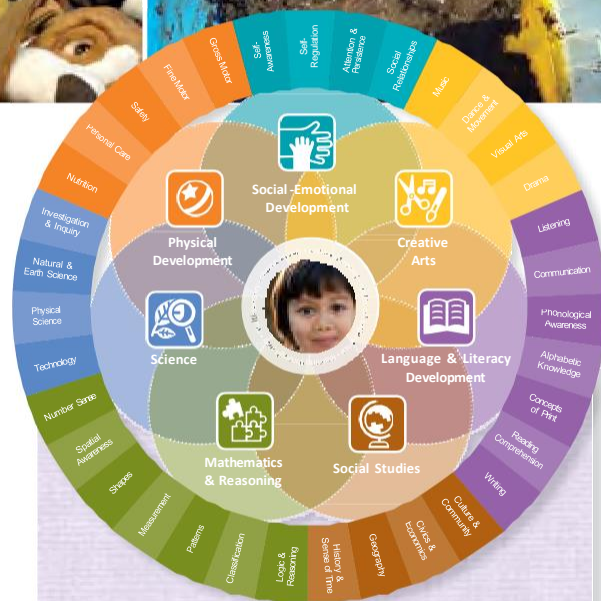 Self-
Awareness
Self-
Regulation
Attention &
Persistence
Social
Relationships
Music
Dance &
Movement
Visual Arts
Drama
Listening
Communication
Phonological
Awareness
Alphabetic
Knowledge
Concepts
of Print
Reading
Comprehension
Writing
Culture &
Community
Civics &
Economics
Geography
History &
Sense of Time
Logic &
Reasoning
Classification
Patterns
Measurement
Shapes
Spatial
Awareness
Number Sense
Technology
Physical
Science
Natural &
Earth Science
Investigation
& Inquiry
Nutrition
Personal Care
Safety
Fine Motor
Gross Motor
Social-Emotional
Development
Creative
Arts
Language & Literacy
Development
Social Studies
Mathematics
& Reasoning
Science
Physical
Development